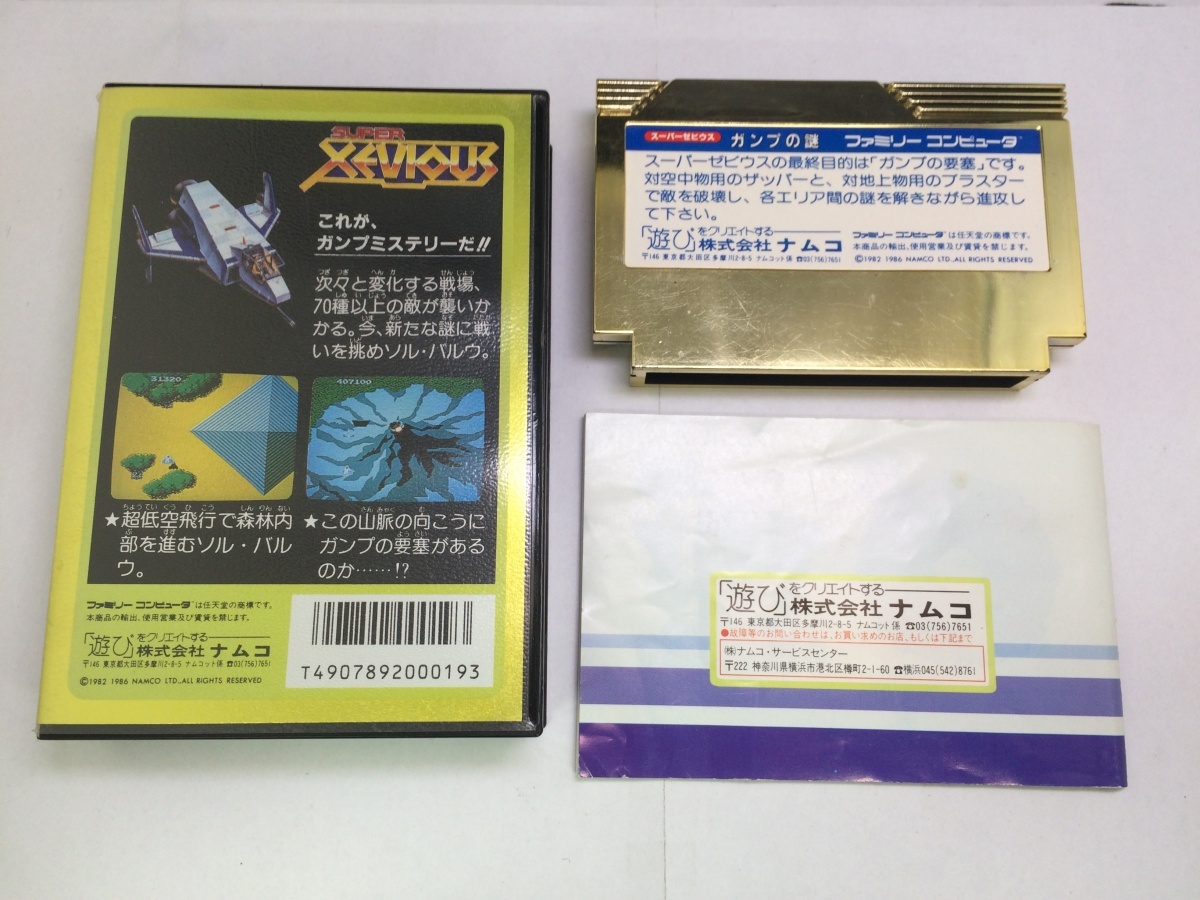 SUPER
XEVIOUS
これが、
ガンプミステリーだ!!
次々と変化する戦場、
70種以上の敵が襲いか
かる。今、新たな謎に戦
いを挑めソル・バルウ。
31320
407100
★超低空飛行で森林内
部を進むソル・バル
ウ。
★この山脈の向こうに
ガンプの要塞がある
のか……!?
ファミリー コンピュータ™は任天堂の商標です。
本商品の輸出、使用営業及び賃貸を禁じます。
「遊び」をクリエイトする
株式会社 ナムコ
〒146 東京都大田区多摩川2-8-5 ナムコット係 ☎03(756)7651
©1982 1986 NAMCO LTD.,ALL RIGHTS RESERVED
T4907892000193
スーパーゼビウス ガンプの謎 ファミリー コンピュータ™
スーパーゼビウスの最終目的は「ガンプの要塞」です。
対空中物用のザッパーと、対地上物用のブラスター
で敵を破壊し、各エリア間の謎を解きながら進攻し
て下さい。
「遊び」をクリエイトする
株式会社 ナムコ
〒146 東京都大田区多摩川2-8-5 ナムコット係 ☎03(756)7651
ファミリー コンピュータ™は任天堂の商標です。
本商品の輸出、使用営業及び賃貸を禁じます。
©1982 1986 NAMCO LTD.,ALL RIGHTS RESERVED
「遊び」をクリエイトする
株式会社 ナムコ
〒146 東京都大田区多摩川2-8-5 ナムコット係 ☎03(756)7651
●故障等のお問い合わせは、お買い求めのお店、もしくは下記まで
㈱ナムコ・サービスセンター
〒222 神奈川県横浜市港北区樽町2-1-60 ☎横浜045(542)8761